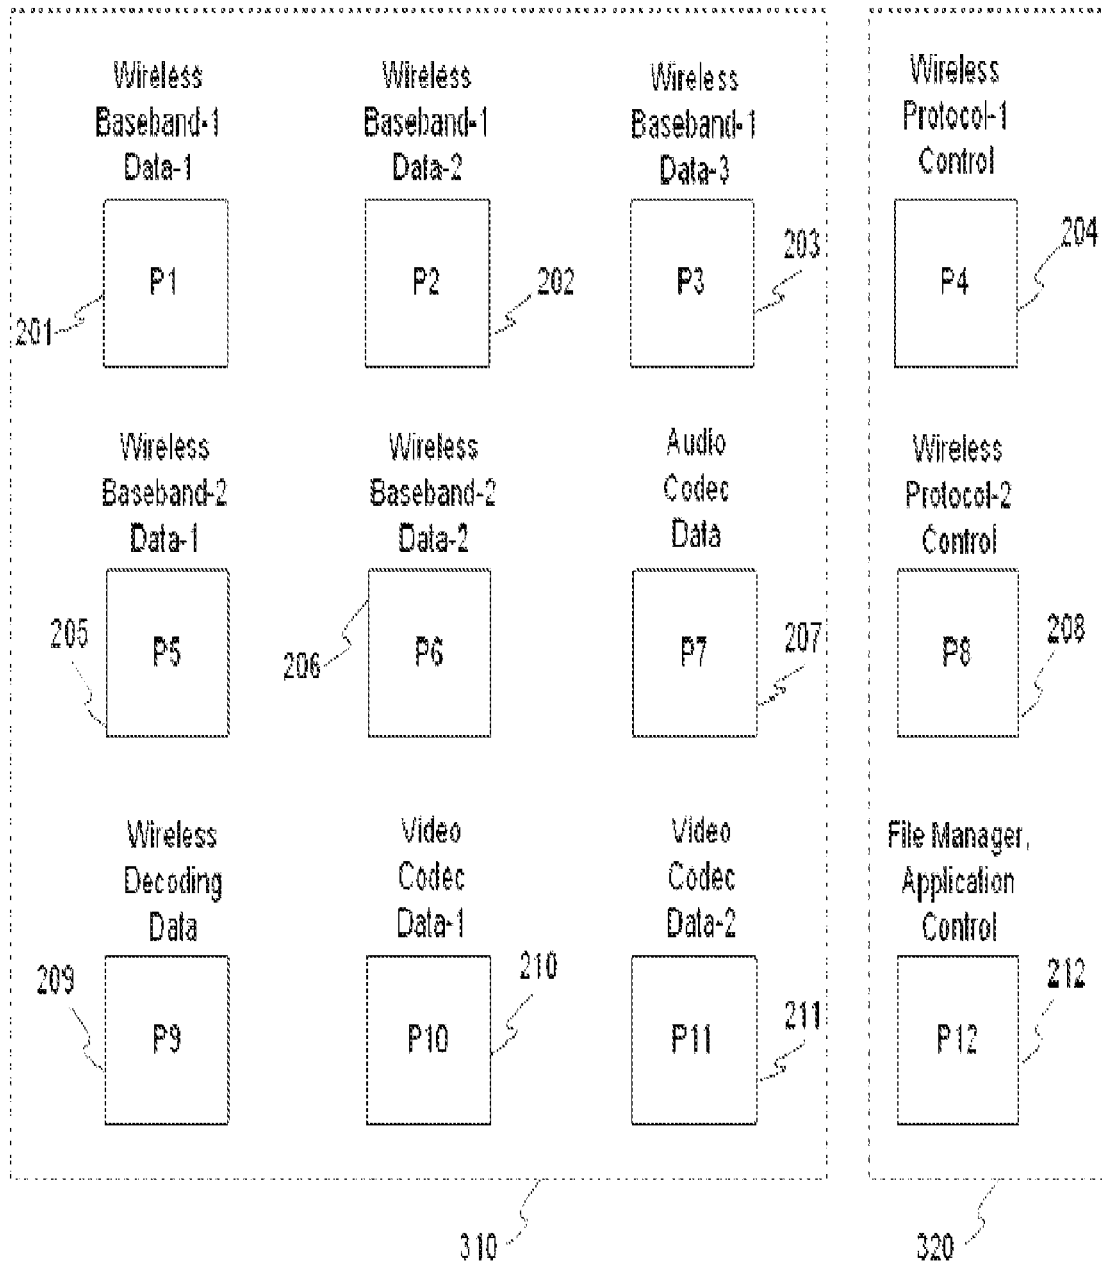 Wireless
Baseband-1
Data-1
Wireless
Baseband-1
Data-2
Wireless
Baseband-1
Data-3
Wireless
Protocol-1
Control
P1
P2
P3
P4
201
202
203
204
Wireless
Baseband-2
Data-1
Wireless
Baseband-2
Data-2
Audio
Codec
Data
Wireless
Protocol-2
Control
P5
P6
P7
P8
205
206
207
208
Wireless
Decoding
Data
Video
Codec
Data-1
Video
Codec
Data-2
File Manager,
Application
Control
P9
P10
P11
P12
209
210
211
212
310
320